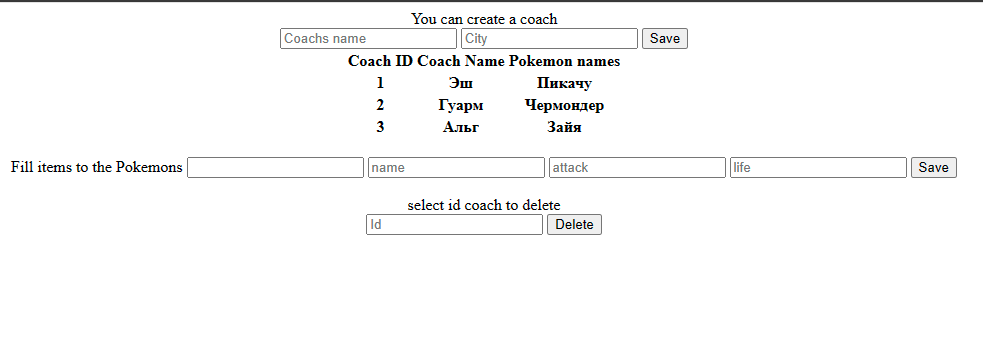 You can create a coach
Coachs name City Save
Coach ID Coach Name Pokemon names
1 Эш Пикачу
2 Гуарм Чермондер
3 Альг Зайя
Fill items to the Pokemons name attack life Save
select id coach to delete
Id Delete